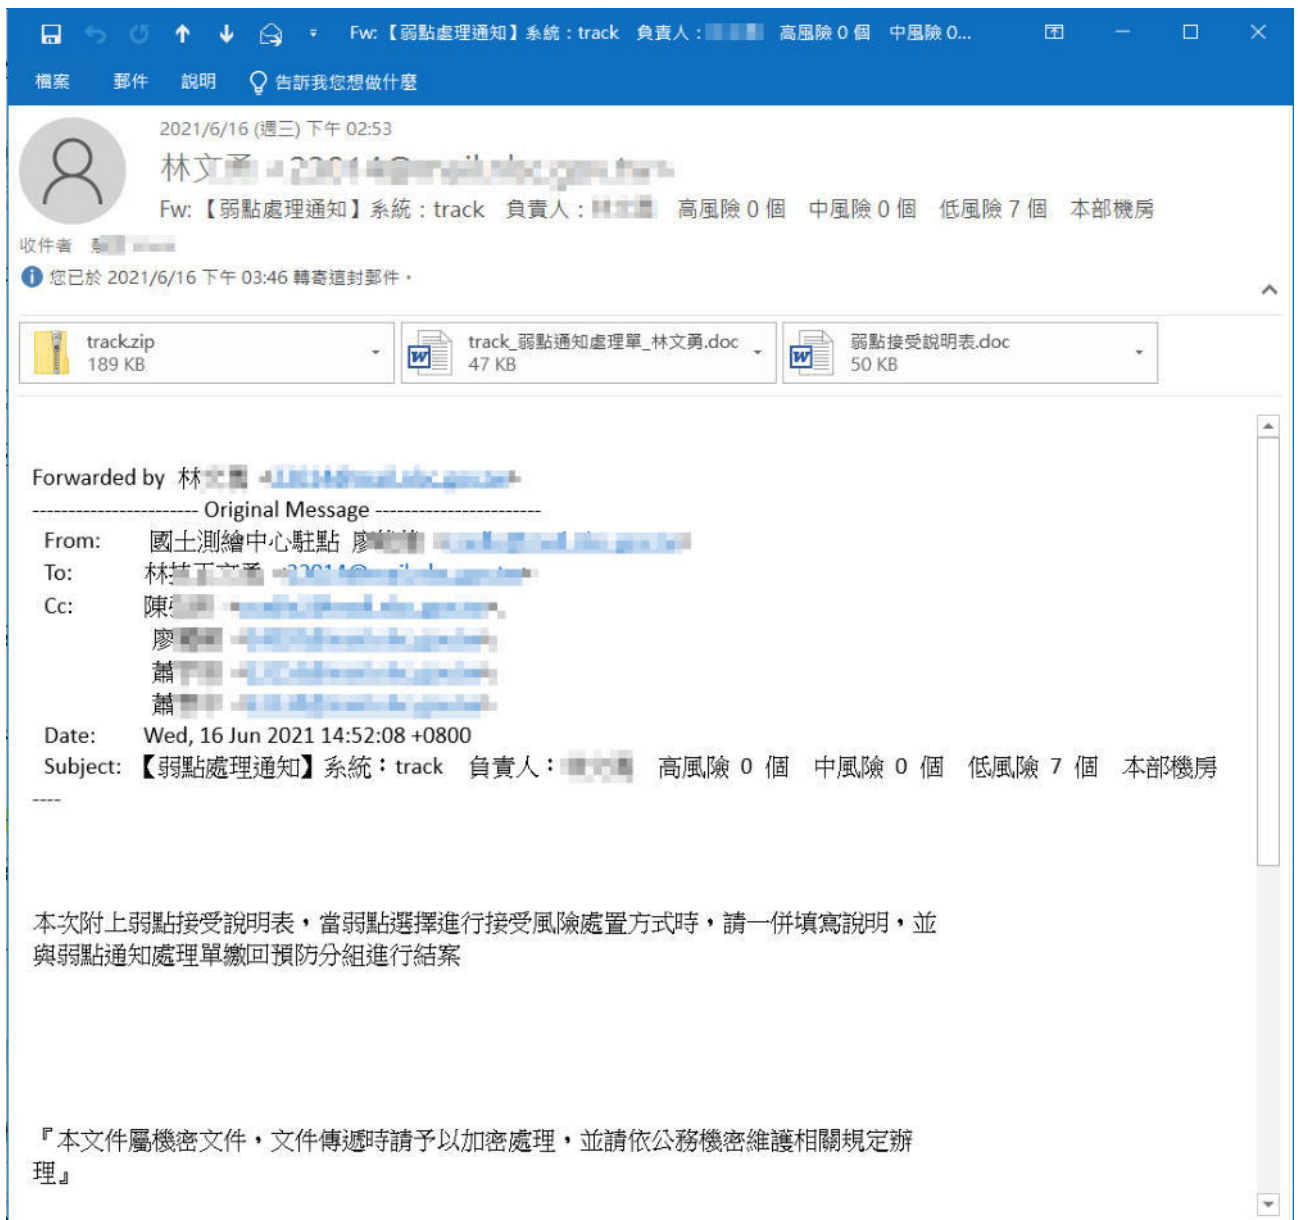 Fw:【弱點處理通知】系統：track 負責人： 高風險 0 個 中風險 0...
檔案 郵件 說明 告訴我您想做什麼
2021/6/16 (週三) 下午 02:53
林文
Fw:【弱點處理通知】系統：track 負責人： 高風險 0 個 中風險 0 個 低風險 7 個 本部機房
收件者
您已於 2021/6/16 下午 03:46 轉寄這封郵件。
track.zip
189 KB
track_弱點通知處理單_林文勇.doc
47 KB
弱點接受說明表.doc
50 KB
Forwarded by 林
----------------------- Original Message -----------------------
From: 國土測繪中心駐點 廖
To: 林
Cc: 陳
廖
蕭
蕭
Date: Wed, 16 Jun 2021 14:52:08 +0800
Subject: 【弱點處理通知】系統：track 負責人： 高風險 0 個 中風險 0 個 低風險 7 個 本部機房
----
本次附上弱點接受說明表，當弱點選擇進行接受風險處置方式時，請一併填寫說明，並
與弱點通知處理單繳回預防分組進行結案
『本文件屬機密文件，文件傳遞時請予以加密處理，並請依公務機密維護相關規定辦
理』